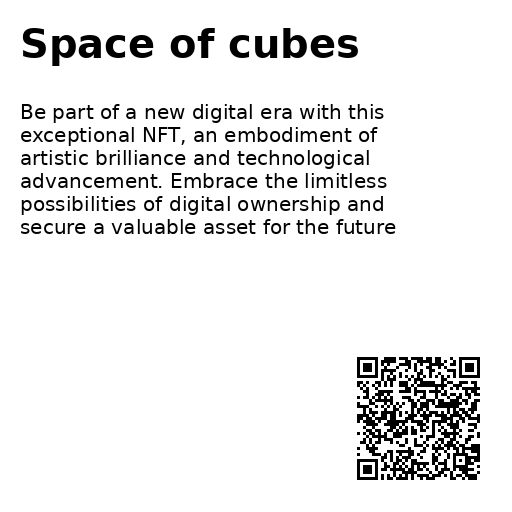 Space of cubes
Be part of a new digital era with this
exceptional NFT, an embodiment of
artistic brilliance and technological
advancement. Embrace the limitless
possibilities of digital ownership and
secure a valuable asset for the future